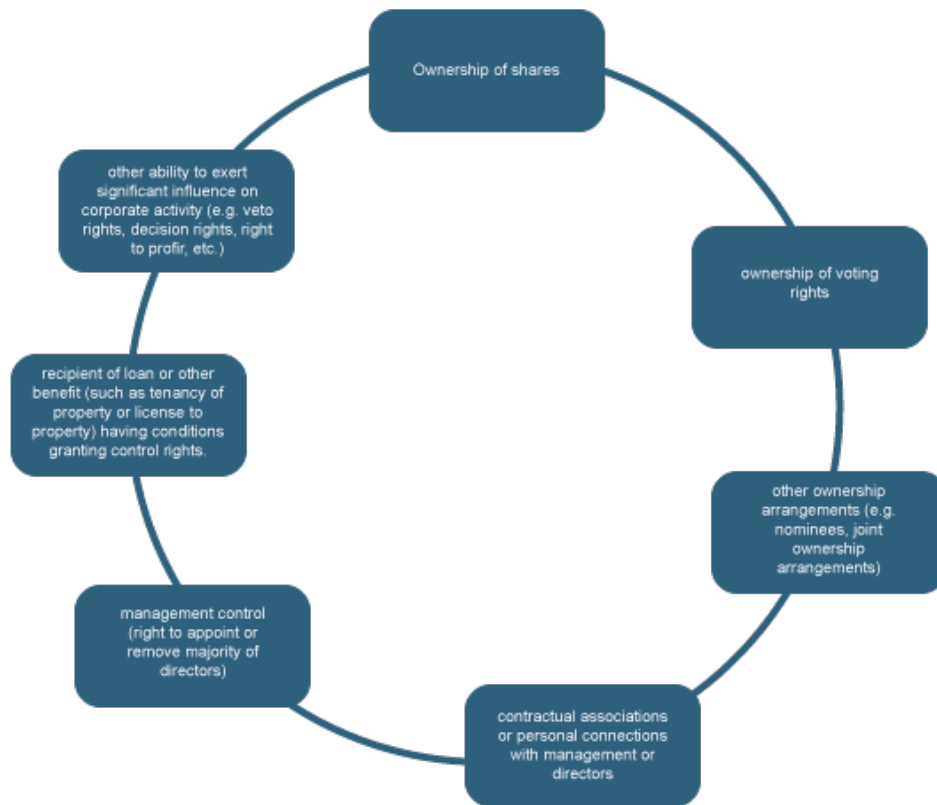 Ownership of shares
ownership of voting
rights
other ownership
arrangements (e.g.
nominees, joint
ownership
arrangements)
contractual associations
or personal connections
with management or
directors
management control
(right to appoint or
remove majority of
directors)
recipient of loan or other
benefit (such as tenancy of
property or license to
property) having conditions
granting control rights.
other ability to exert
significant influence on
corporate activity (e.g. veto
rights, decision rights, right
to profir, etc.)